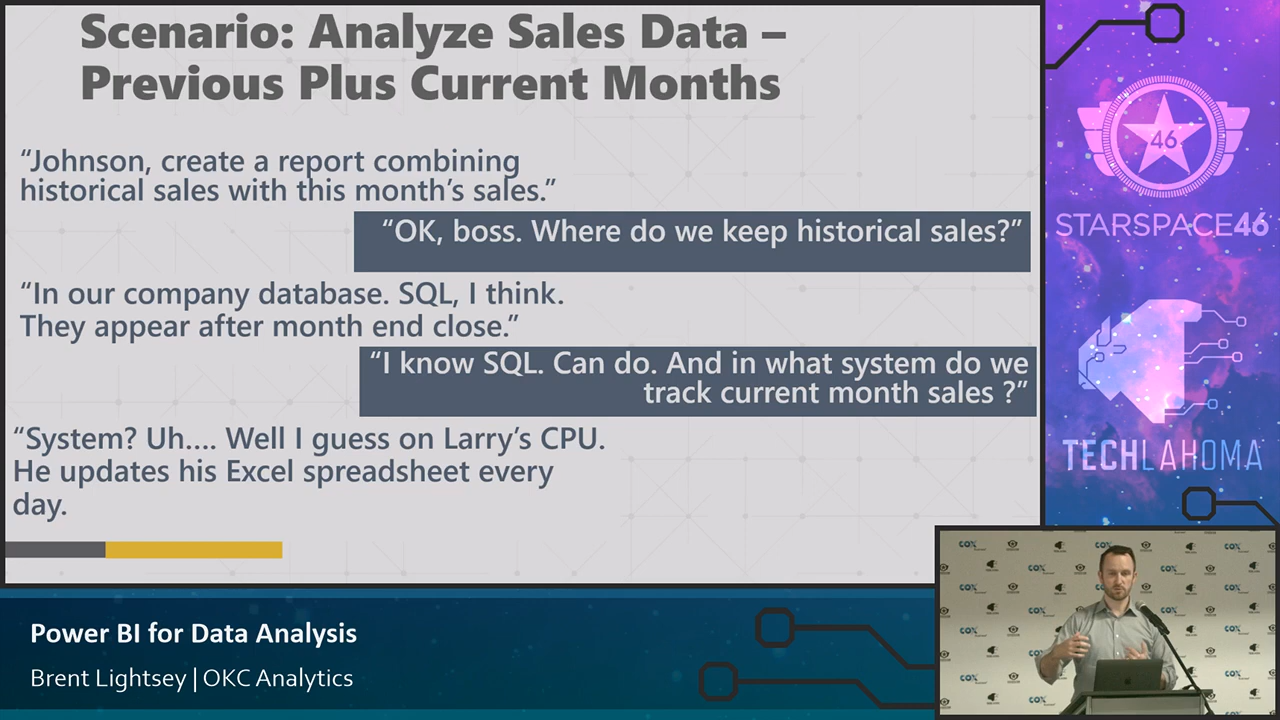 Scenario: Analyze Sales Data –
Previous Plus Current Months
“Johnson, create a report combining
historical sales with this month’s sales.”
“OK, boss. Where do we keep historical sales?”
“In our company database. SQL, I think.
They appear after month end close.”
“I know SQL. Can do. And in what system do we
track current month sales ?”
“System? Uh.... Well I guess on Larry’s CPU.
He updates his Excel spreadsheet every
day.
46
STARSPACE46
TECHLAHOMA
Power BI for Data Analysis
Brent Lightsey | OKC Analytics
COX